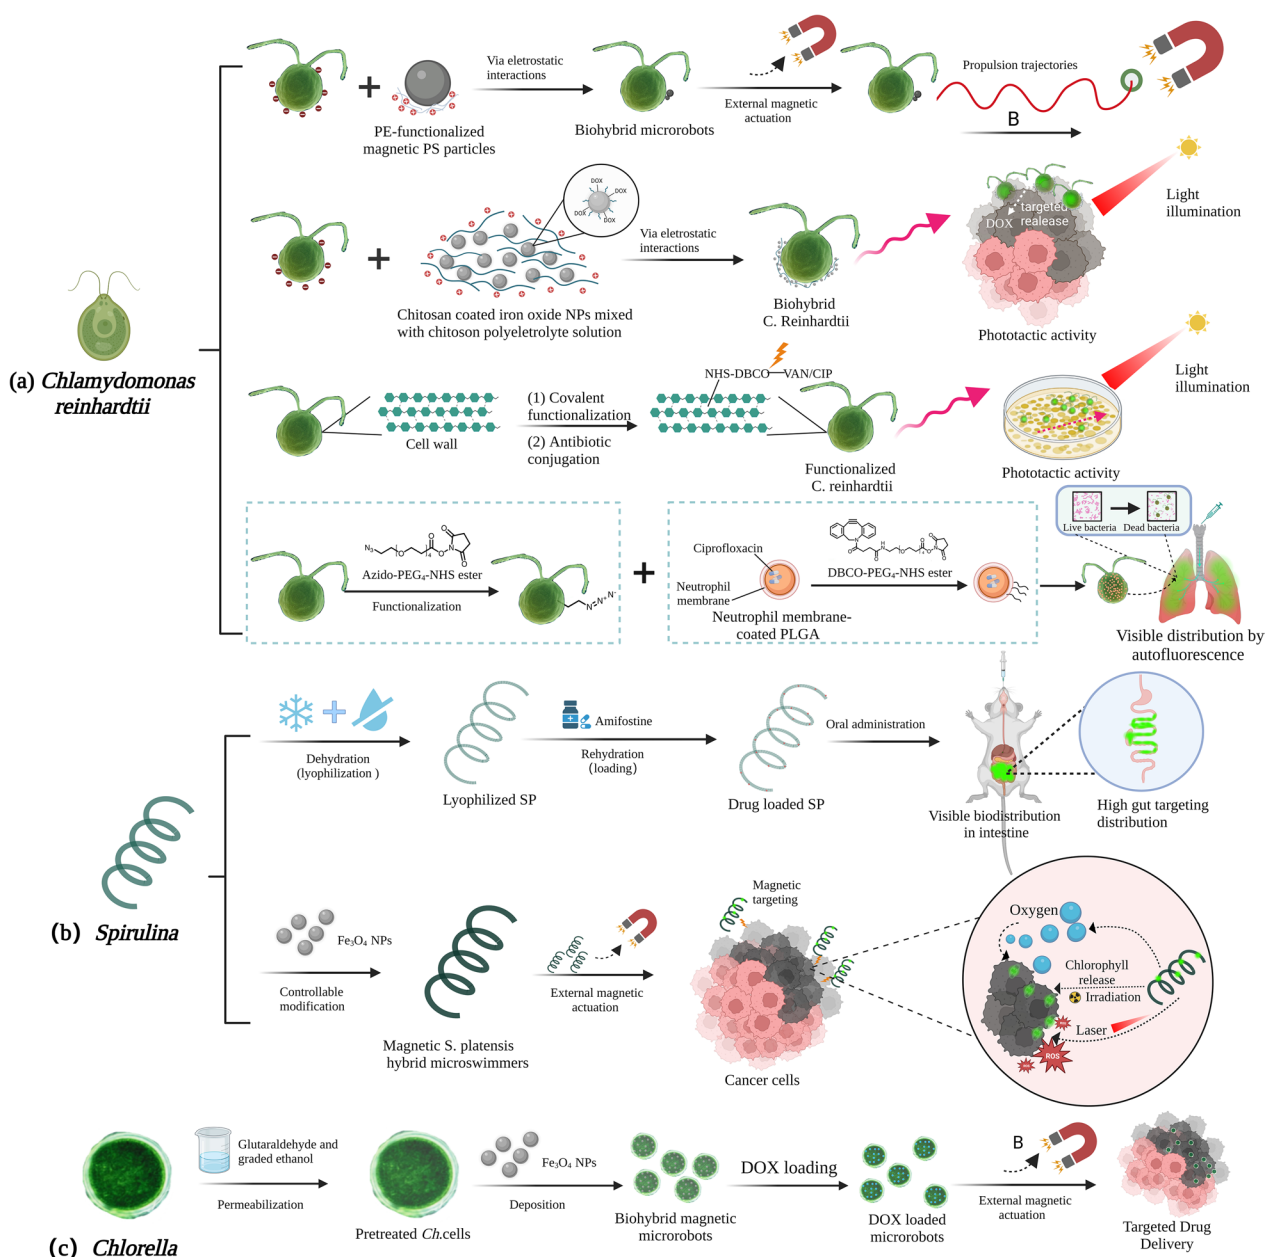 Via eletrostatic
interactions
PE-functionalized
magnetic PS particles
Biohybrid microrobots
External magnetic
actuation
Propulsion trajectories
B
DOX
DOX
DOX
DOX
DOX
Via eletrostatic
interactions
Chitosan coated iron oxide NPs mixed
with chitoson polyeletrolyte solution
Biohybrid
C. Reinhardtii
targeted
DOX realease
Light
illumination
Phototactic activity
(a) Chlamydomonas
reinhardtii
Cell wall
(1) Covalent
functionalization
(2) Antibiotic
conjugation
NHS-DBCO—VAN/CIP
Functionalized
C. reinhardtii
Light
illumination
Phototactic activity
N₃
O
O
O
N
O
O
Azido-PEG₄-NHS ester
Functionalization
N=N⁺=N⁻
Ciprofloxacin
Neutrophil
membrane
Neutrophil membrane-
coated PLGA
DBCO-PEG₄-NHS ester
Live bacteria
Dead bacteria
Visible distribution by
autofluorescence
Dehydration
(lyophilization )
Lyophilized SP
Amifostine
Rehydration
(loading)
Drug loaded SP
Oral administration
Visible biodistribution
in intestine
High gut targeting
distribution
(b) Spirulina
Fe₃O₄ NPs
Controllable
modification
Magnetic S. platensis
hybrid microswimmers
External magnetic
actuation
Magnetic
targeting
Cancer cells
Oxygen
Chlorophyll
release
Irradiation
Laser
ROS
Glutaraldehyde and
graded ethanol
Permeabilization
Pretreated Ch.cells
Fe₃O₄ NPs
Deposition
Biohybrid magnetic
microrobots
DOX loading
DOX loaded
microrobots
B
External magnetic
actuation
Targeted Drug
Delivery
(c) Chlorella